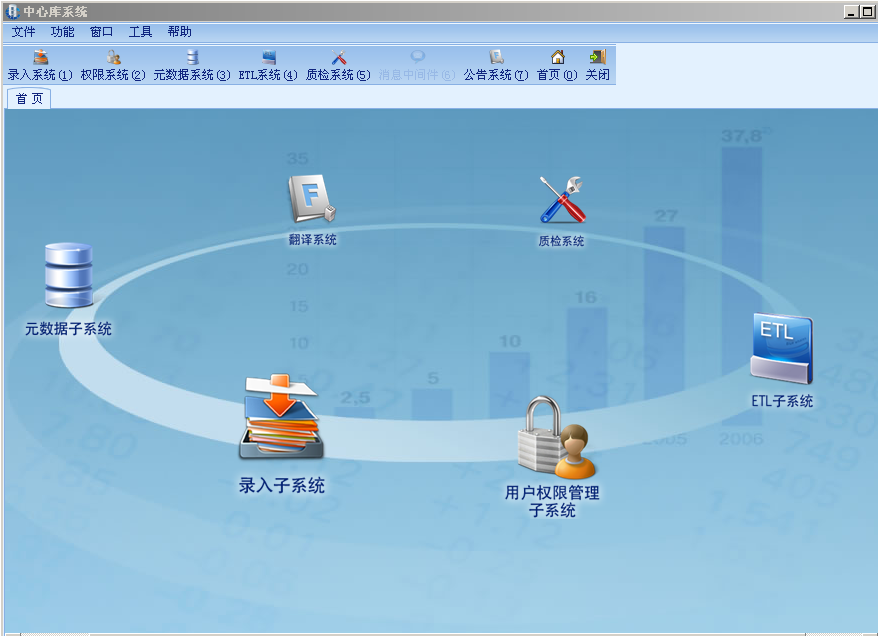 中心库系统
文件 功能 窗口 工具 帮助
录入系统(1) 权限系统(2) 元数据系统(3) ETL系统(4) 质检系统(5) 消息中间件(6) 公告系统(7) 首页(0) 关闭
首页
37,8
35
F
翻译系统
质检系统
27
20
元数据子系统
15
16
ETL
10
10
5
2,5
ETL子系统
2005
2006
录入子系统
用户权限管理
子系统